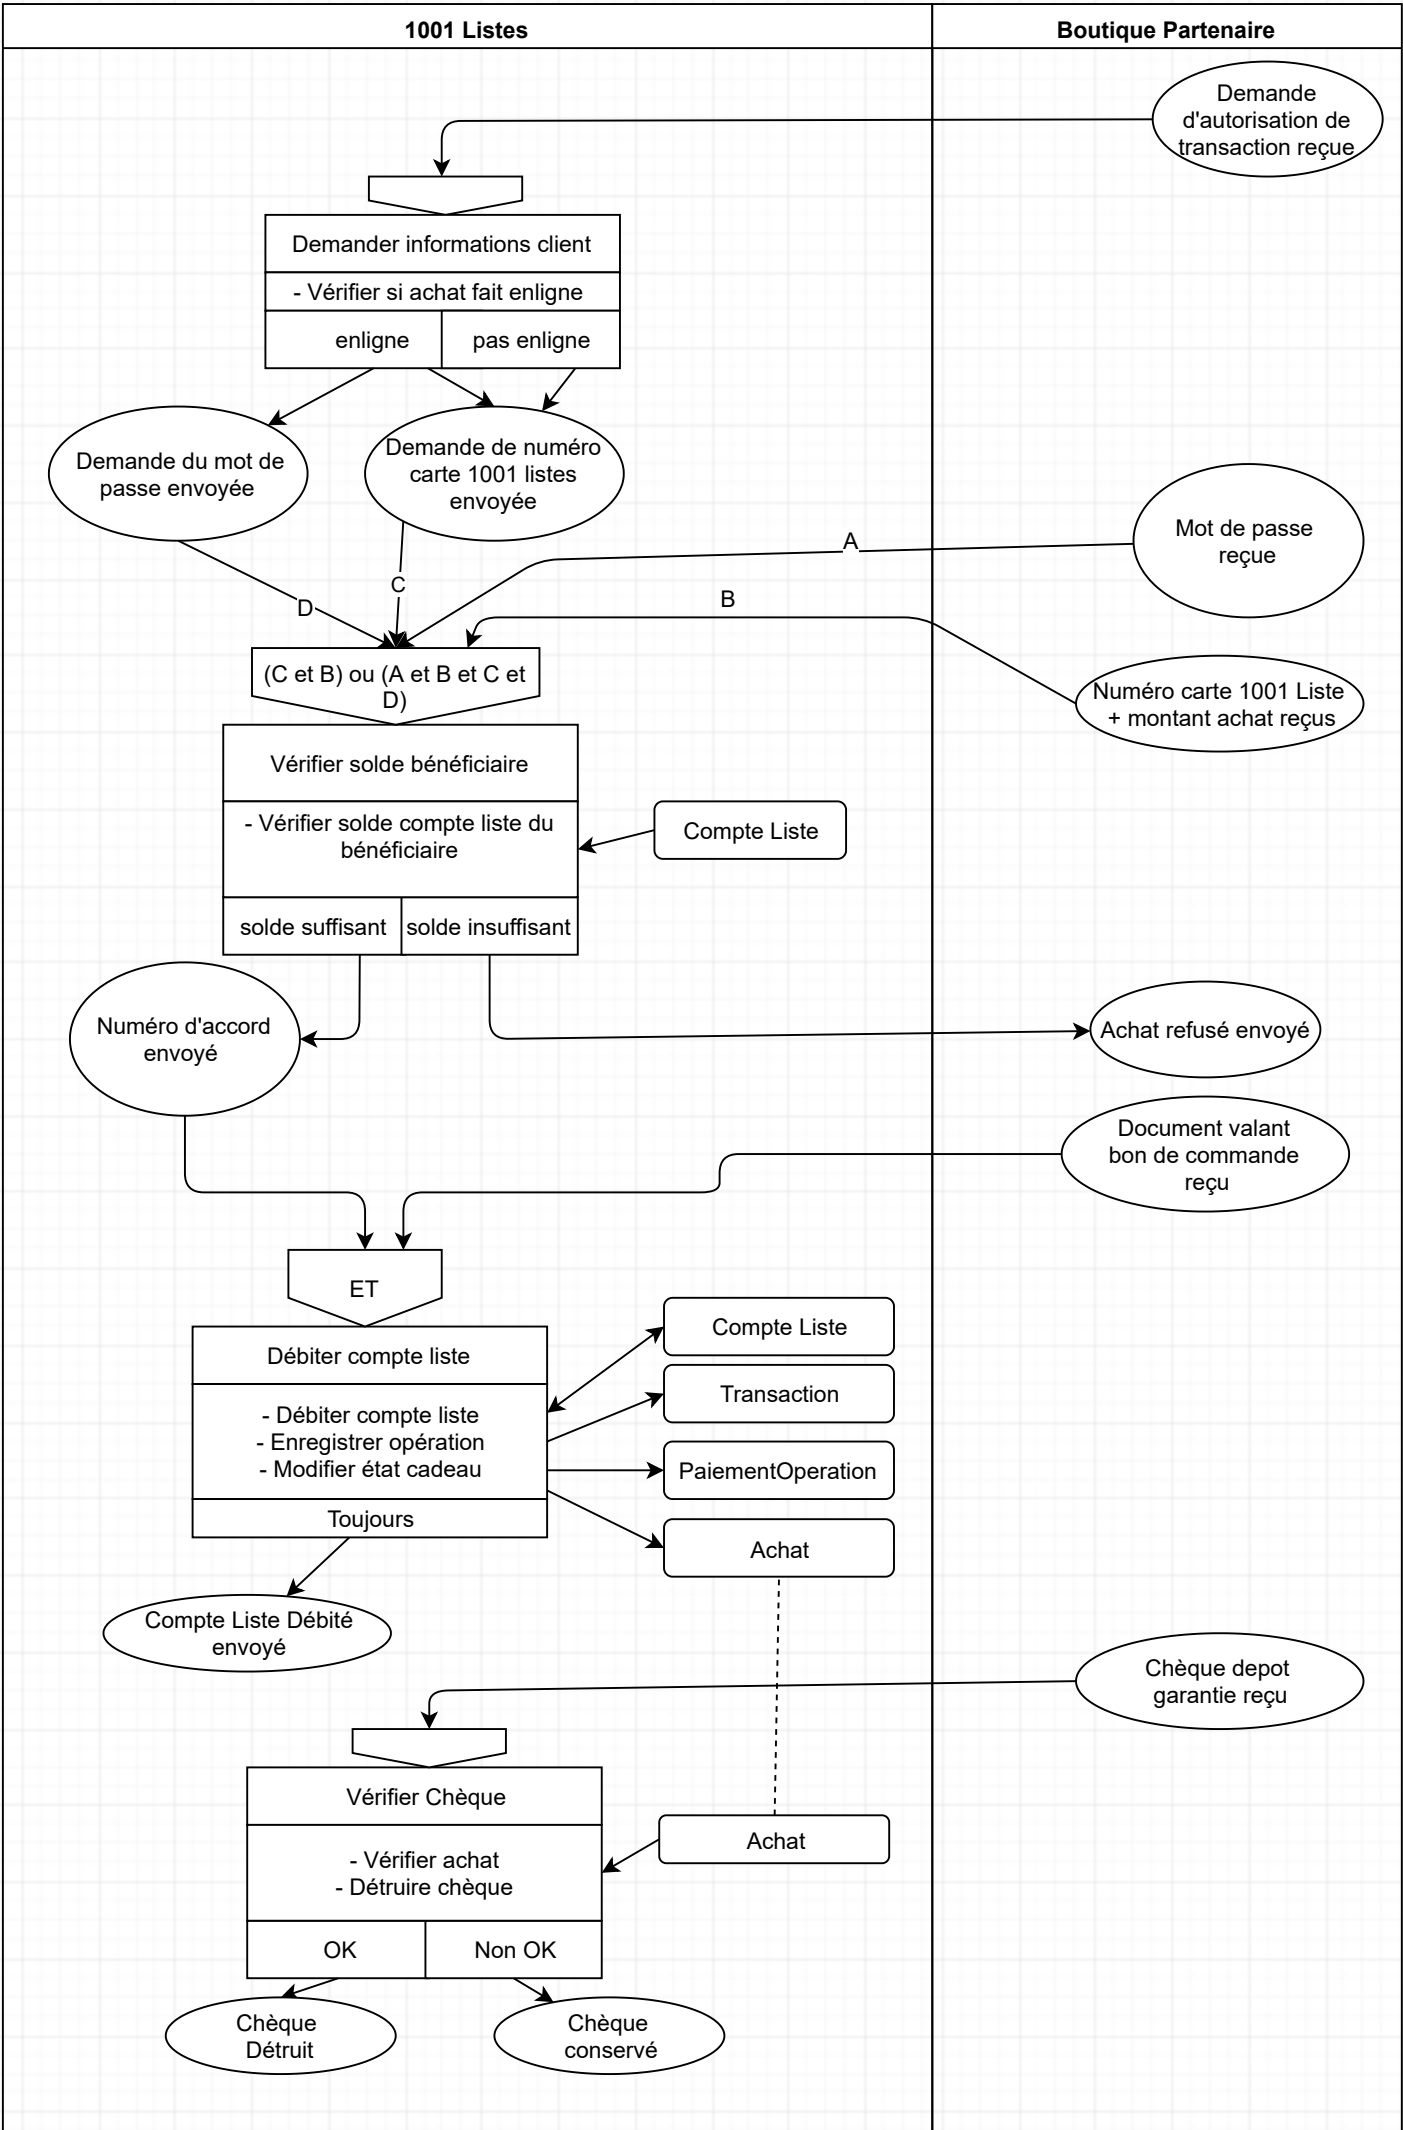 1001 Listes
Boutique Partenaire
Demande
d'autorisation de
transaction reçue
Demander informations client
- Vérifier si achat fait enligne
enligne
pas enligne
Demande du mot de
passe envoyée
Demande de numéro
carte 1001 listes
envoyée
Mot de passe
reçue
A
B
C
D
(C et B) ou (A et B et C et
D)
Numéro carte 1001 Liste
+ montant achat reçus
Vérifier solde bénéficiaire
- Vérifier solde compte liste du
bénéficiaire
Compte Liste
solde suffisant
solde insuffisant
Numéro d'accord
envoyé
Achat refusé envoyé
Document valant
bon de commande
reçu
ET
Débiter compte liste
- Débiter compte liste
- Enregistrer opération
- Modifier état cadeau
Toujours
Compte Liste
Transaction
PaiementOperation
Achat
Compte Liste Débité
envoyé
Chèque depot
garantie reçu
Vérifier Chèque
- Vérifier achat
- Détruire chèque
Achat
OK
Non OK
Chèque
Détruit
Chèque
conservé